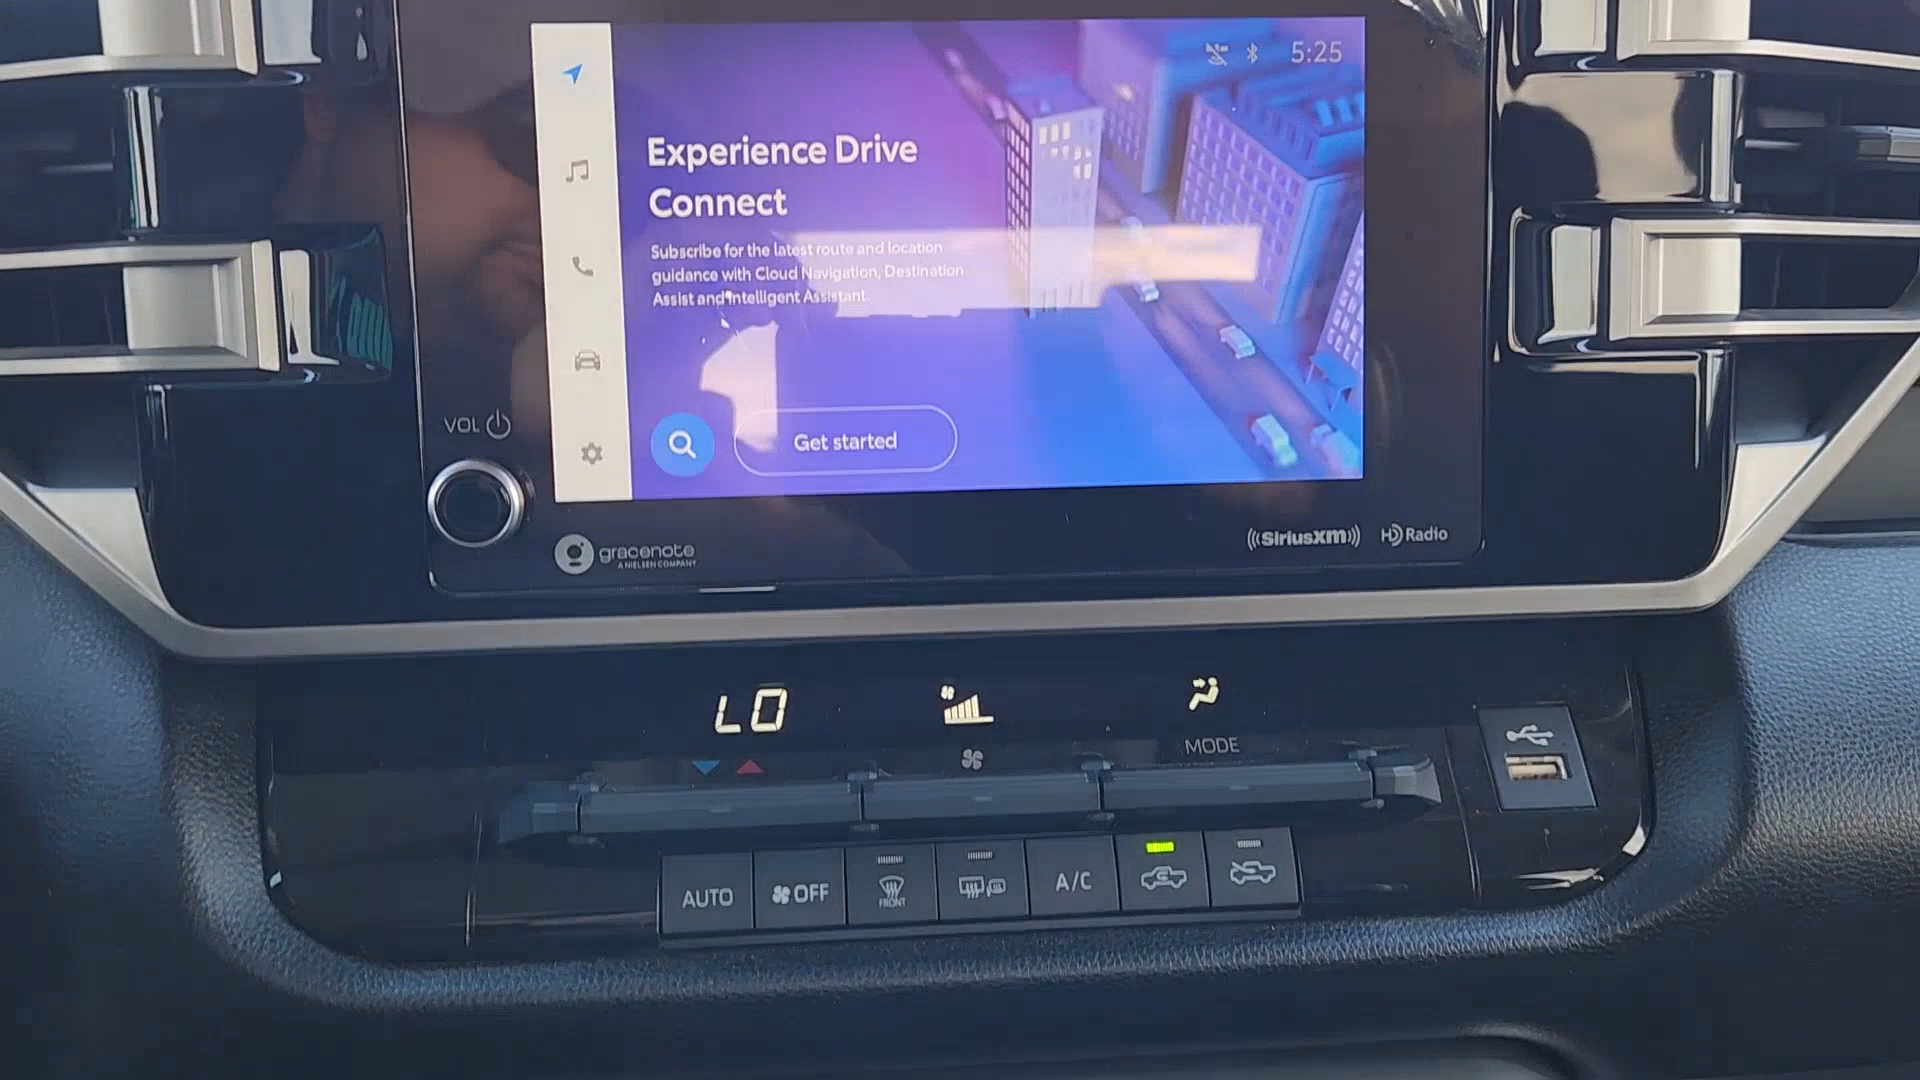 5:25
Experience Drive
Connect
Subscribe for the latest route and location
guidance with Cloud Navigation, Destination
Assist and Intelligent Assistant.
Get started
VOL
gracenote
A NIELSEN COMPANY
SiriusXM
HD Radio
LO
MODE
AUTO
OFF
FRONT
A/C